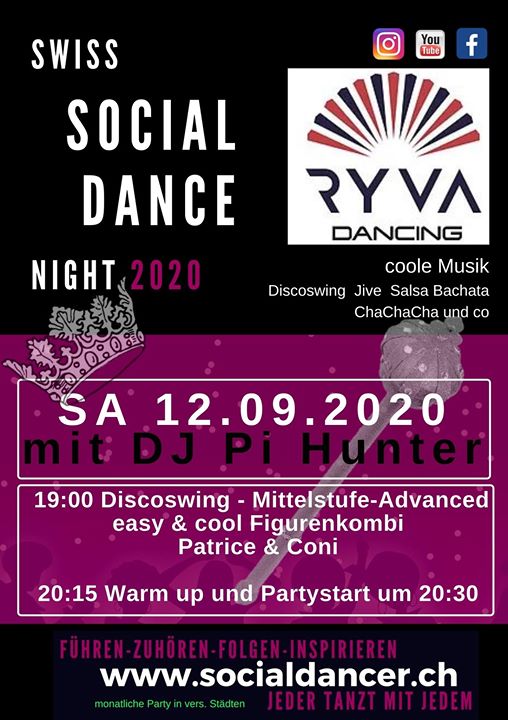 SWISS
SOCIAL
DANCE
NIGHT 2020
You
Tube
RYVA
DANCING
coole Musik
Discoswing Jive Salsa Bachata
ChaChaCha und co
SA 12.09.2020
mit DJ Pi Hunter
19:00 Discoswing - Mittelstufe-Advanced
easy & cool Figurenkombi
Patrice & Coni
20:15 Warm up und Partystart um 20:30
FÜHREN-ZUHÖREN-FOLGEN-INSPIRIEREN
www.socialdancer.ch
monatliche Party in vers. Städten
JEDER TANZT MIT JEDEM